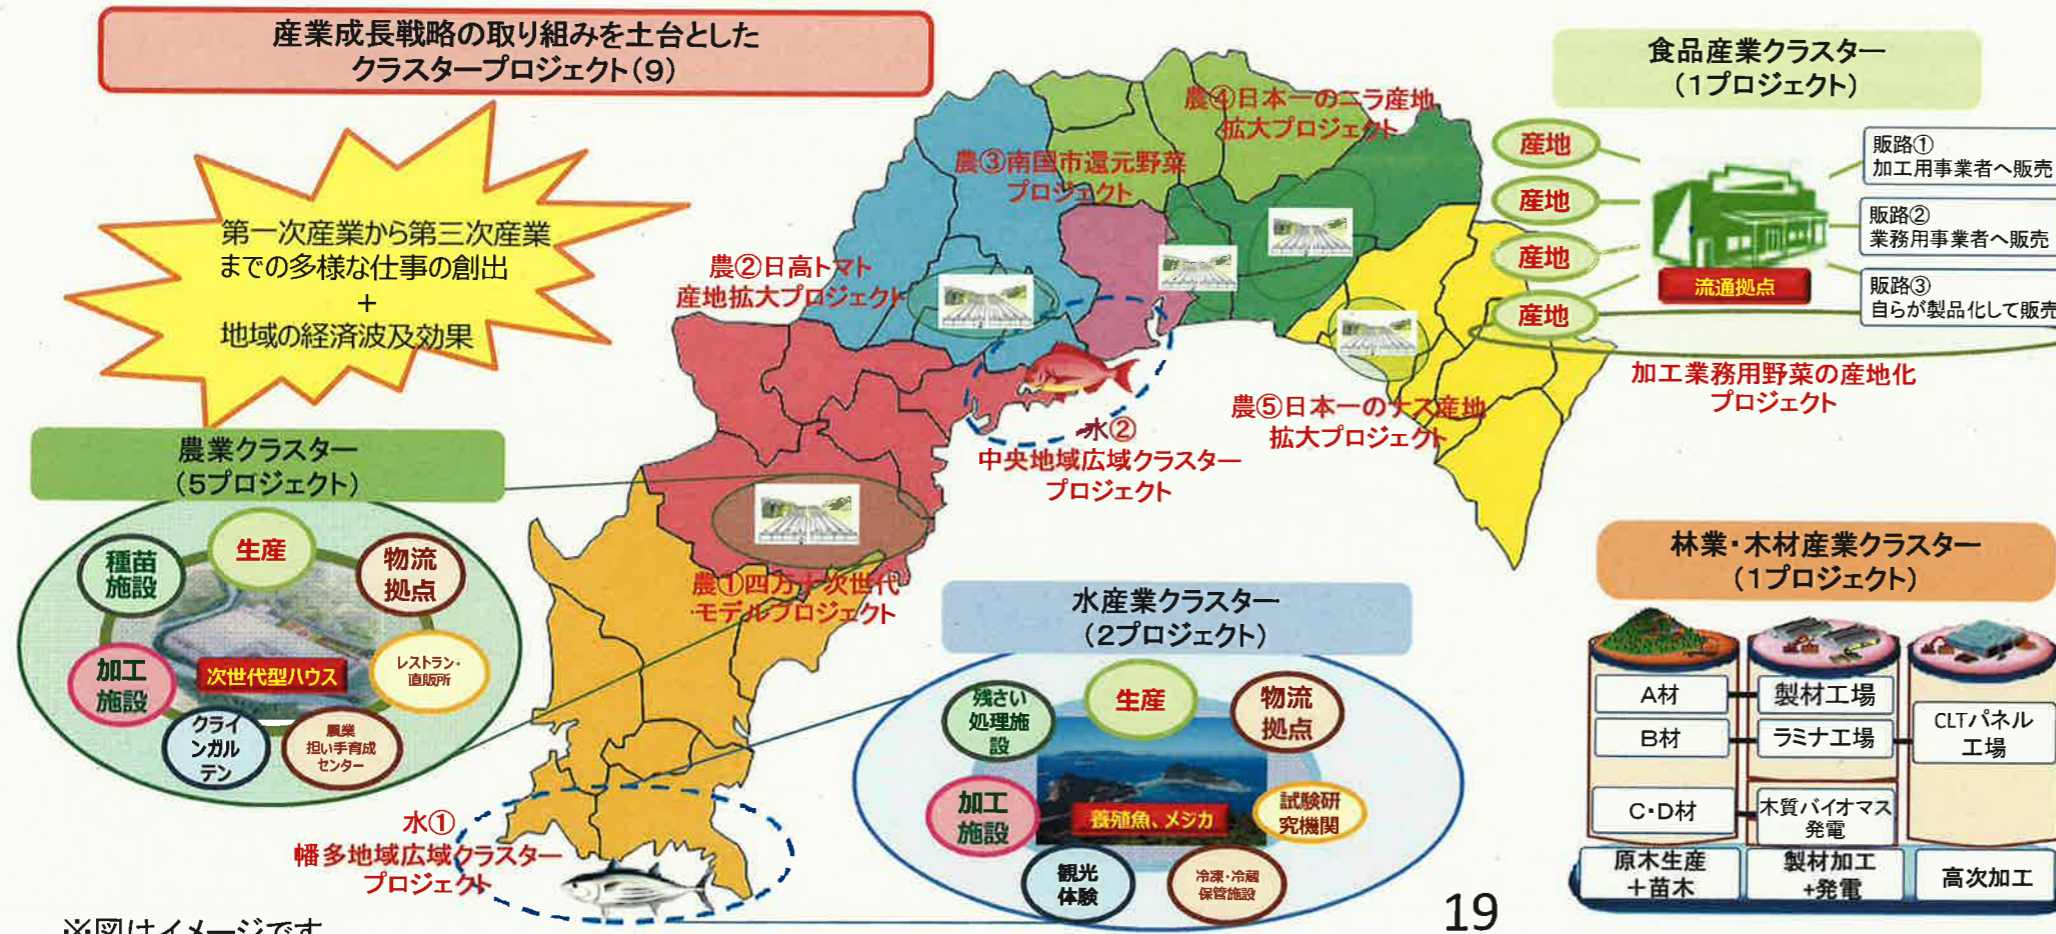 産業成長戦略の取り組みを土台とした
クラスタープロジェクト(9)
第一次産業から第三次産業
までの多様な仕事の創出
+
地域の経済波及効果
農④日本一のニラ産地
拡大プロジェクト
農③南国市還元野菜
プロジェクト
農②日高トマト
産地拡大プロジェクト
農⑤日本一のナス産地
拡大プロジェクト
水②
中央地域広域クラスター
プロジェクト
農①四万十次世代
モデルプロジェクト
水①
幡多地域広域クラスター
プロジェクト
食品産業クラスター
(1プロジェクト)
産地
産地
産地
産地
流通拠点
販路①
加工用事業者へ販売
販路②
業務用事業者へ販売
販路③
自らが製品化して販売
加工業務用野菜の産地化
プロジェクト
農業クラスター
(5プロジェクト)
生産
種苗
施設
物流
拠点
加工
施設
次世代型ハウス
レストラン・
直販所
クライ
ンガル
テン
農業
担い手育成
センター
水産業クラスター
(2プロジェクト)
残さい
処理施
設
生産
物流
拠点
加工
施設
養殖魚、メジカ
試験研
究機関
観光
体験
冷凍・冷蔵
保管施設
林業・木材産業クラスター
(1プロジェクト)
A材
製材工場
B材
ラミナ工場
CLTパネル
工場
C・D材
木質バイオマス
発電
原木生産
+苗木
製材加工
+発電
高次加工
※図はイメージです
19